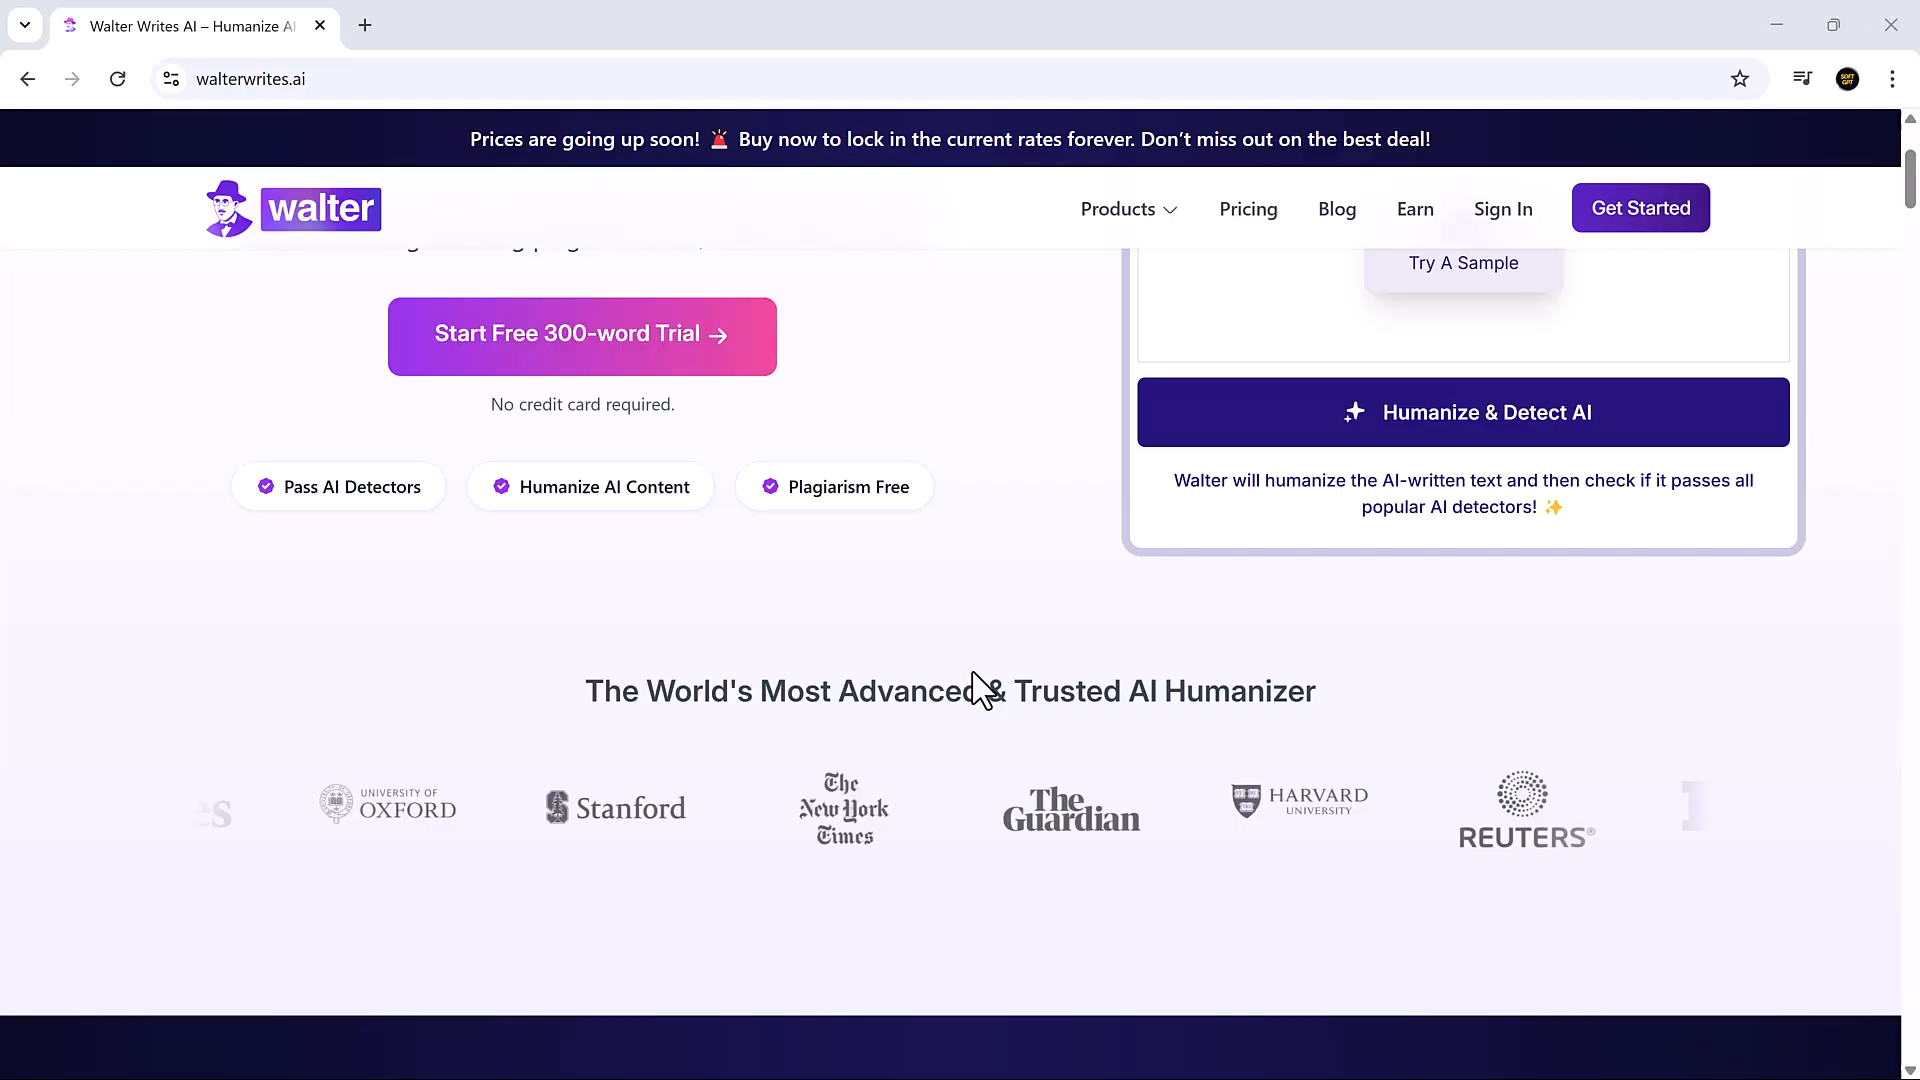 Walter Writes AI – Humanize AI
walterwrites.ai
SOFT
GPT
Prices are going up soon! 🚨 Buy now to lock in the current rates forever. Don't miss out on the best deal!
walter
Products
Pricing
Blog
Earn
Sign In
Get Started
Try A Sample
Start Free 300-word Trial →
No credit card required.
Humanize & Detect AI
Pass AI Detectors
Humanize AI Content
Plagiarism Free
Walter will humanize the AI-written text and then check if it passes all
popular AI detectors! ✨
The World's Most Advanced & Trusted AI Humanizer
es
UNIVERSITY OF
OXFORD
Stanford
The
New York
Times
The
Guardian
HARVARD
UNIVERSITY
REUTERS®